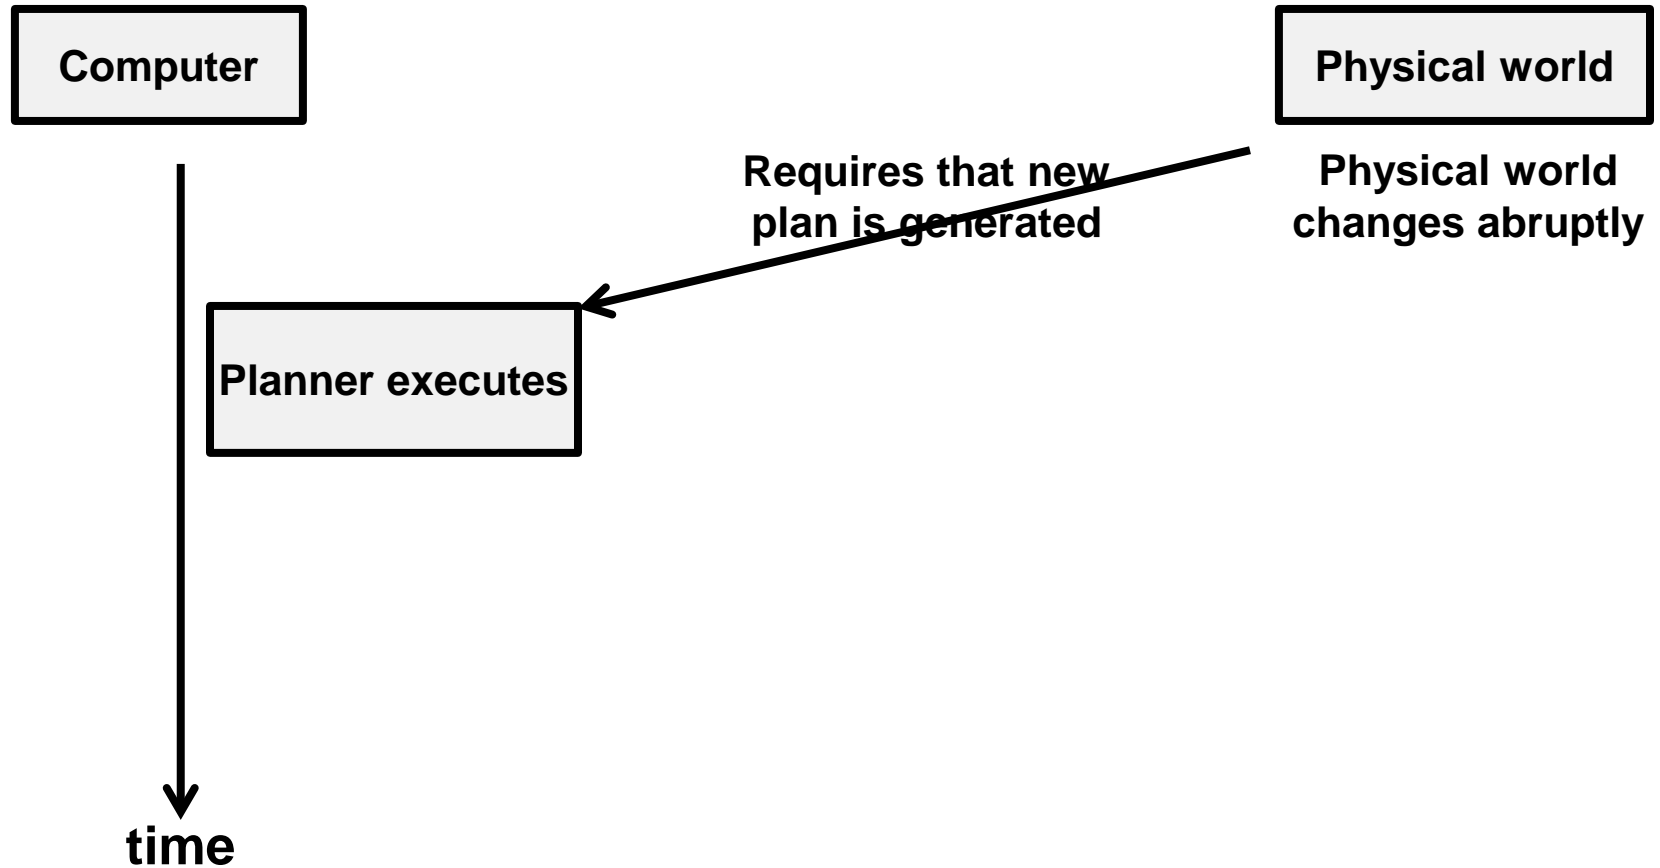 Computer
Physical world
Requires that new
plan is generated
Physical world
changes abruptly
Planner executes
time